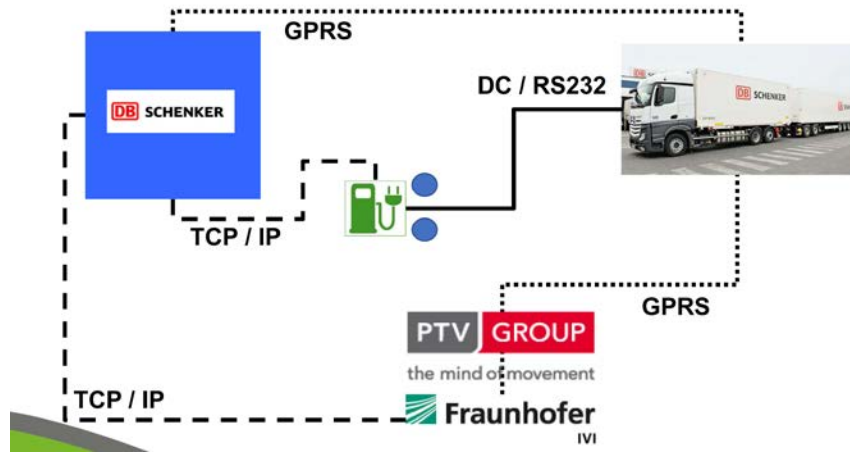 GPRS
DB SCHENKER
DC / RS232
DB SCHENKER
TCP / IP
GPRS
PTV GROUP
the mind of movement
TCP / IP
Fraunhofer
IVI